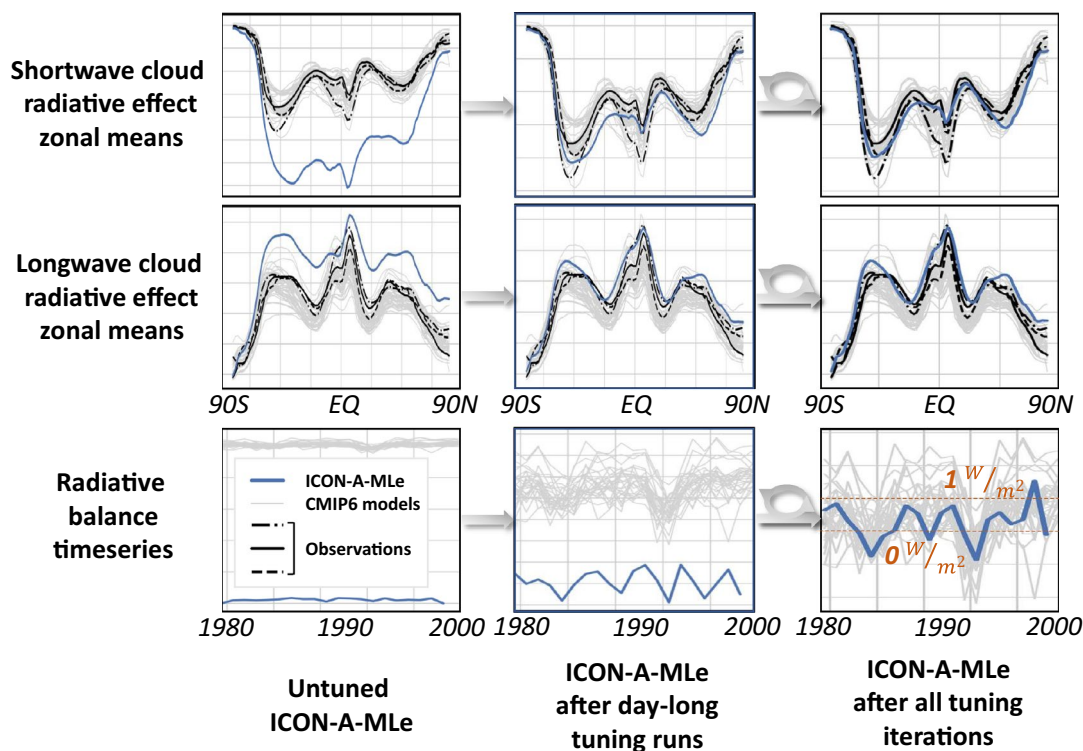 Shortwave cloud
radiative effect
zonal means
Longwave cloud
radiative effect
zonal means
90S EQ 90N
90S EQ 90N
90S EQ 90N
Radiative
balance
timeseries
ICON-A-MLe
CMIP6 models
Observations
1 W/m²
0 W/m²
1980 1990 2000
1980 1990 2000
1980 1990 2000
Untuned
ICON-A-MLe
ICON-A-MLe
after day-long
tuning runs
ICON-A-MLe
after all tuning
iterations